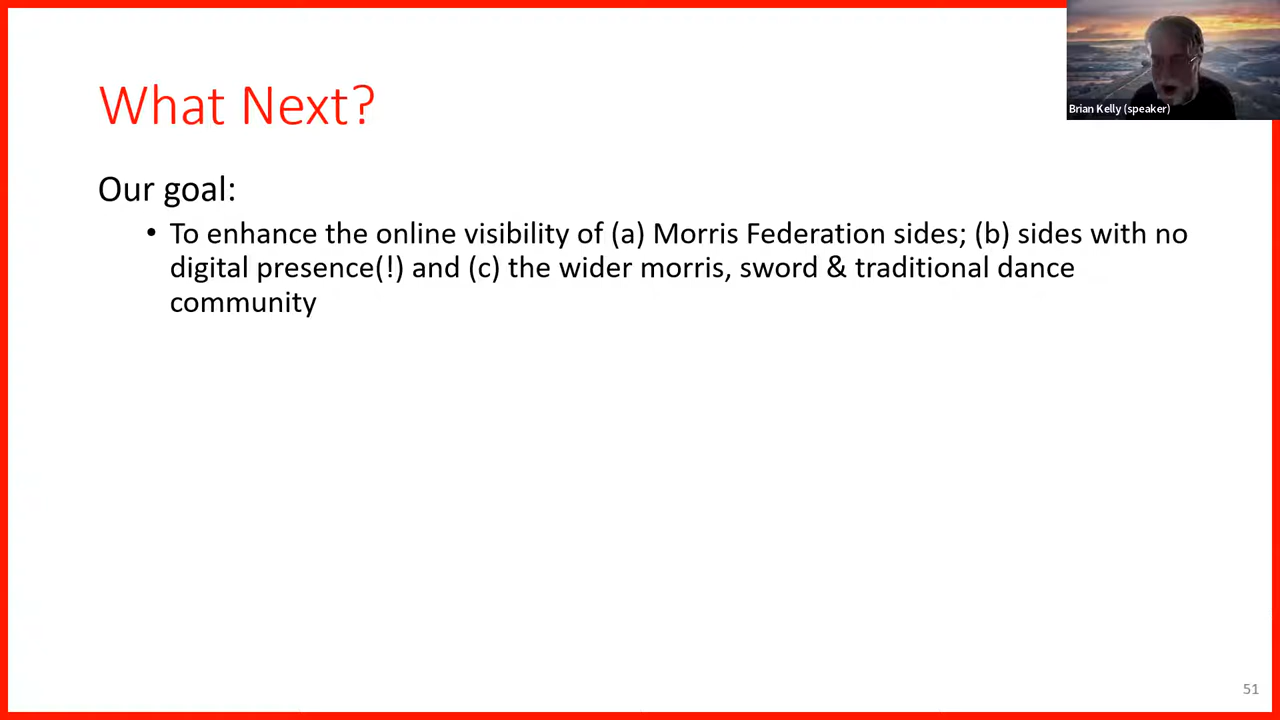 Brian Kelly (speaker)
What Next?
Our goal:
• To enhance the online visibility of (a) Morris Federation sides; (b) sides with no
digital presence(!) and (c) the wider morris, sword & traditional dance
community
51